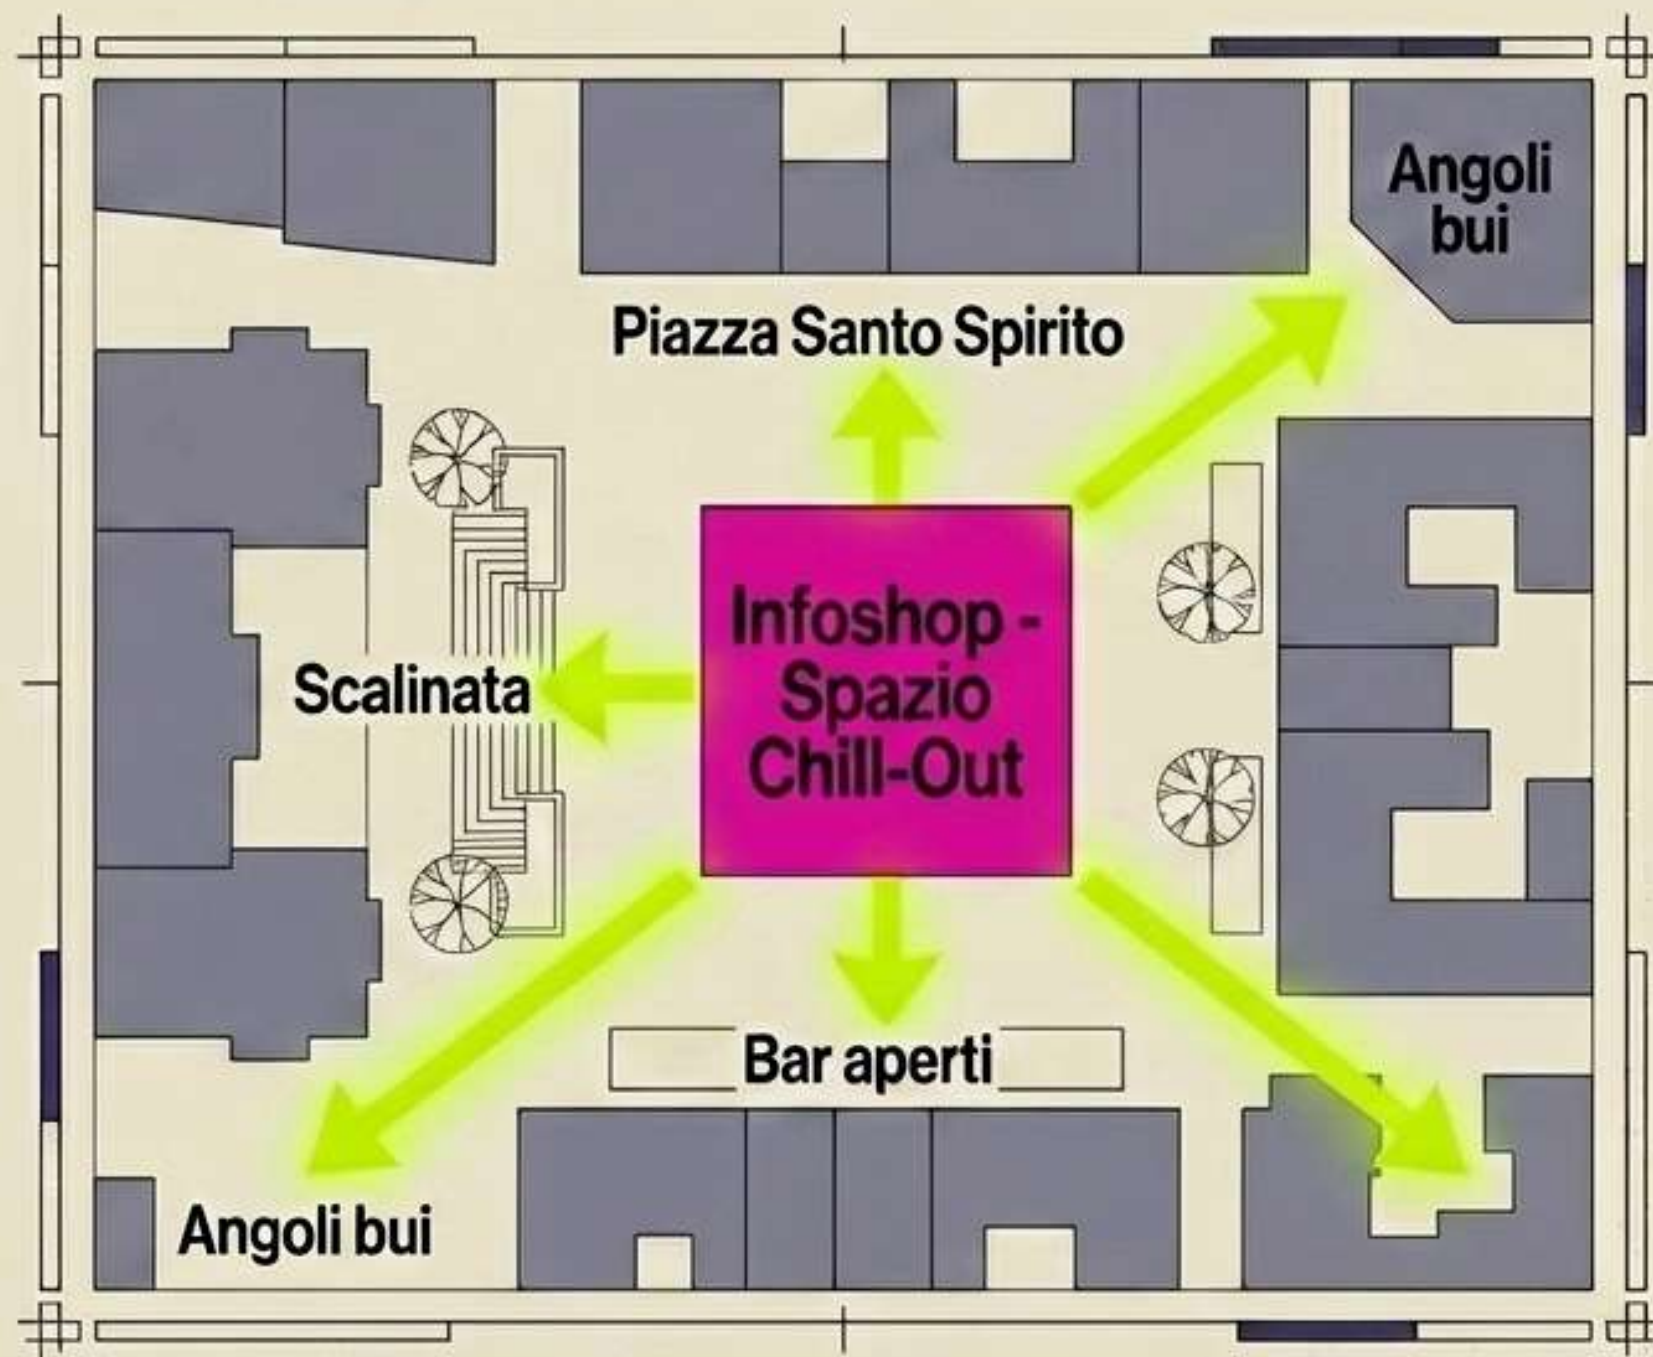 Angoli
bui
Piazza Santo Spirito
Infoshop -
Spazio
Chill-Out
Scalinata
Bar aperti
Angoli bui